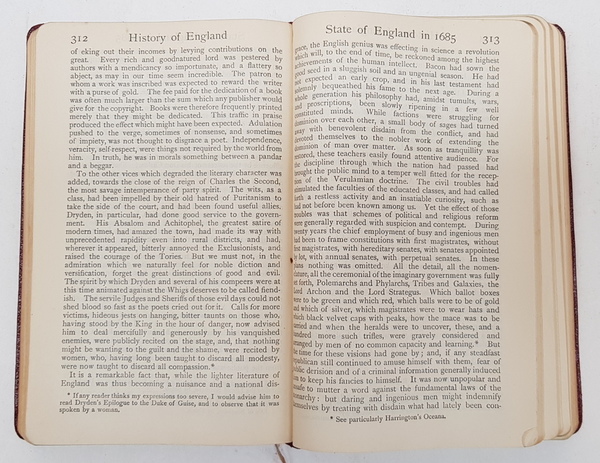 312 History of England
of eking out their incomes by levying contributions on the
great. Every rich and goodnatured lord was pestered by
authors with a mendicancy so importunate, and a flattery so
abject, as may in our time seem incredible. The patron to
whom a work was inscribed was expected to reward the writer
with a purse of gold. The fee paid for the dedication of a book
was often much larger than the sum which any publisher would
give for the copyright. Books were therefore frequently printed
merely that they might be dedicated. This traffic in praise
produced the effect which might have been expected. Adulation
pushed to the verge, sometimes of nonsense, and sometimes
of impiety, was not thought to disgrace a poet. Independence,
veracity, self-respect, were things not required by the world from
him. In truth, he was in morals something between a pandar
and a beggar.
To the other vices which degraded the literary character was
added, towards the close of the reign of Charles the Second,
the most savage intemperance of party spirit. The wits, as a
class, had been impelled by their old hatred of Puritanism to
take the side of the court, and had been found useful allies.
Dryden, in particular, had done good service to the govern-
ment. His Absalom and Achitophel, the greatest satire of
modern times, had amazed the town, had made its way with
unprecedented rapidity even into rural districts, and had,
wherever it appeared, bitterly annoyed the Exclusionists, and
raised the courage of the Tories. But we must not, in the
admiration which we naturally feel for noble diction and
versification, forget the great distinctions of good and evil.
The spirit by which Dryden and several of his compeers were at
this time animated against the Whigs deserves to be called fiend-
ish. The servile Judges and Sheriffs of those evil days could not
shed blood so fast as the poets cried out for it. Calls for more
victims, hideous jests on hanging, bitter taunts on those who,
having stood by the King in the hour of danger, now advised
him to deal mercifully and generously by his vanquished
enemies, were publicly recited on the stage, and, that nothing
might be wanting to the guilt and the shame, were recited by
women, who, having long been taught to discard all modesty,
were now taught to discard all compassion.*
It is a remarkable fact that, while the lighter literature of
England was thus becoming a nuisance and a national dis-
* If any reader thinks my expressions too severe, I would advise him to
read Dryden's Epilogue to the Duke of Guise, and to observe that it was
spoken by a woman.
State of England in 1685 313
the English genius was effecting in science a revolution
which will, to the end of time, be reckoned among the highest
achievements of the human intellect. Bacon had sown the
good seed in a sluggish soil and an ungenial season. He had
not expected an early crop, and in his last testament had
solemnly bequeathed his fame to the next age. During a
whole generation his philosophy had, amidst tumults, wars,
and proscriptions, been slowly ripening in a few well
constituted minds. While factions were struggling for
dominion over each other, a small body of sages had turned
away with benevolent disdain from the conflict, and had
devoted themselves to the nobler work of extending the
dominion of man over matter. As soon as tranquillity was
restored, these teachers easily found attentive audience. For
the discipline through which the nation had passed had
brought the public mind to a temper well fitted for the recep-
tion of the Verulamian doctrine. The civil troubles had
stimulated the faculties of the educated classes, and had called
forth a restless activity and an insatiable curiosity, such as
had not before been known among us. Yet the effect of those
troubles was that schemes of political and religious reform
were generally regarded with suspicion and contempt. During
twenty years the chief employment of busy and ingenious men
had been to frame constitutions with first magistrates, without
first magistrates, with hereditary senates, with senates appointed
by lot, with annual senates, with perpetual senates. In these
plans nothing was omitted. All the detail, all the nomen-
clature, all the ceremonial of the imaginary government was fully
set forth, Polemarchs and Phylarchs, Tribes and Galaxies, the
Lord Archon and the Lord Strategus. Which ballot boxes
were to be green and which red, which balls were to be of gold
and which of silver, which magistrates were to wear hats and
which black velvet caps with peaks, how the mace was to be
carried and when the heralds were to uncover, these, and a
hundred more such trifles, were gravely considered and
arranged by men of no common capacity and learning.* But
the time for these visions had gone by; and, if any steadfast
republican still continued to amuse himself with them, fear of
public derision and of a criminal information generally induced
him to keep his fancies to himself. It was now unpopular and
unsafe to mutter a word against the fundamental laws of the
monarchy: but daring and ingenious men might indemnify
themselves by treating with disdain what had lately been con-
* See particularly Harrington's Oceana.